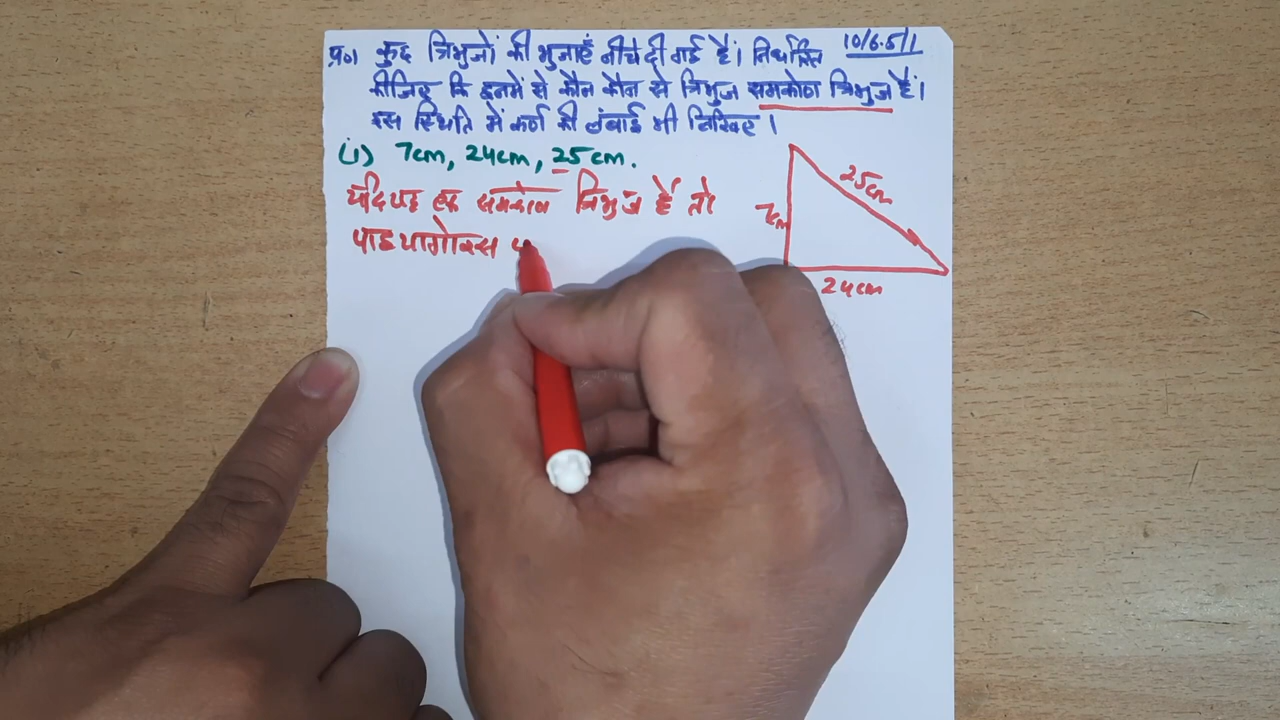 प्र01 कुछ त्रिभुजों की भुजाएँ नीचे दी गई हैं। निर्धारित 10/6.5/1
कीजिए कि इनमें से कौन कौन से त्रिभुज समकोण त्रिभुज हैं।
इस स्थिति में कर्ण की लंबाई भी लिखिए।
(i) 7cm, 24cm, 25cm.
यदि यह एक समकोण त्रिभुज है तो
पाइथागोरस
25cm
7cm
24cm